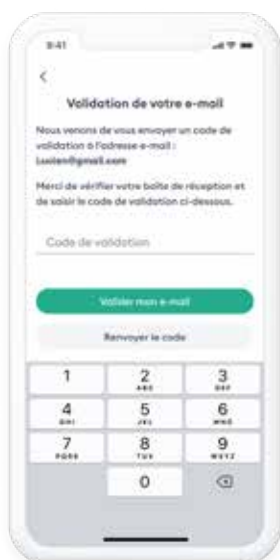 9:41
Validation de votre e-mail
Nous venons de vous envoyer un code de
validation à l'adresse e-mail :
Lucien@gmail.com
Merci de vérifier votre boîte de réception et
de saisir le code de validation ci-dessous.
Code de validation
Valider mon e-mail
Renvoyer le code
1 2 3
ABC DEF
4 5 6
GHI JKL MNO
7 8 9
PQRS TUV WXYZ
0